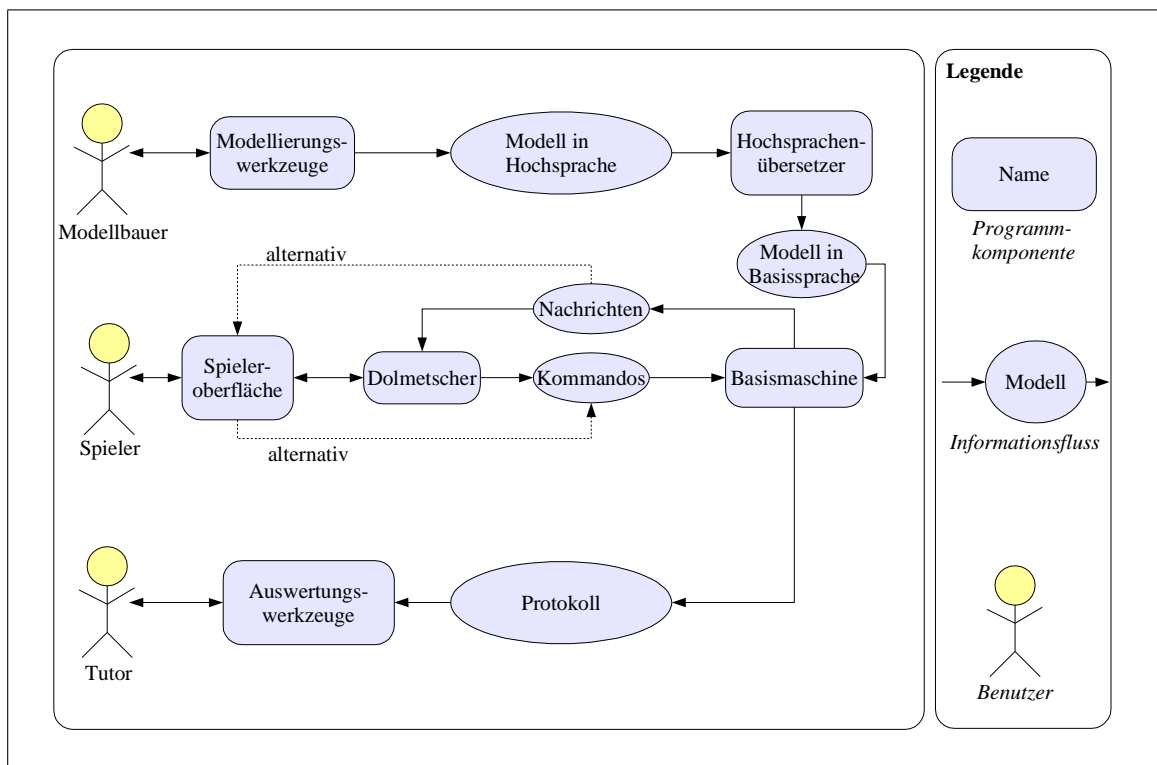 Modellierungs-
werkzeuge
Modell in
Hochsprache
Hochsprachen-
übersetzer
Modellbauer
Modell in
Basissprache
alternativ
Nachrichten
Spieler-
oberfläche
Dolmetscher
Kommandos
Basismaschine
Spieler
alternativ
Auswertungs-
werkzeuge
Protokoll
Tutor
Legende
Name
Programm-
komponente
Modell
Informationsfluss
Benutzer